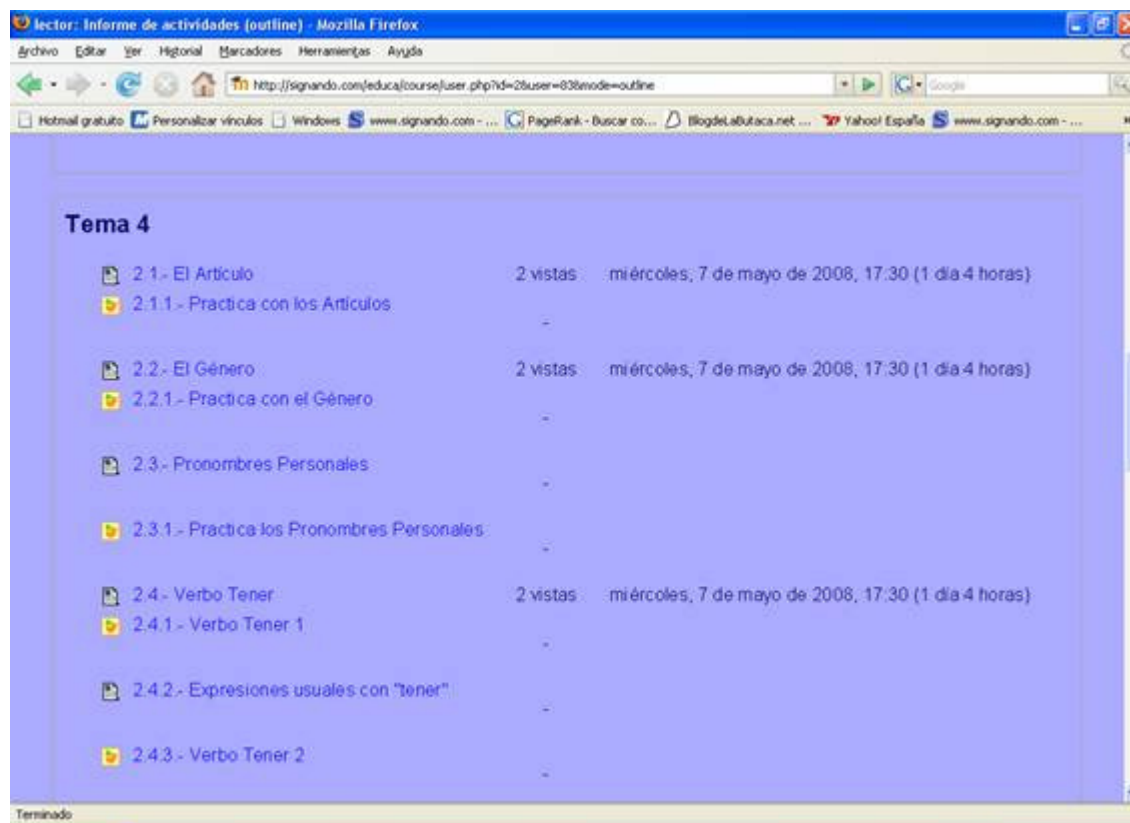 lector: Informe de actividades (outline) - Mozilla Firefox
Archivo Editar Ver Historial Marcadores Herramientas Ayuda
http://signando.com/educa/course/user.php?id=2&user=83&mode=outline Google
Hotmail gratuito Personalizar vínculos Windows www.signando.com - ... PageRank - Buscar co... BlogdeLaButaca.net ... Yahoo! España www.signando.com - ...
Tema 4
2.1.- El Artículo 2 vistas miércoles, 7 de mayo de 2008, 17:30 (1 día 4 horas)
2.1.1.- Practica con los Artículos
-
2.2.- El Género 2 vistas miércoles, 7 de mayo de 2008, 17:30 (1 día 4 horas)
2.2.1.- Practica con el Género
-
2.3.- Pronombres Personales
-
2.3.1.- Practica los Pronombres Personales
-
2.4.- Verbo Tener 2 vistas miércoles, 7 de mayo de 2008, 17:30 (1 día 4 horas)
2.4.1.- Verbo Tener 1
-
2.4.2.- Expresiones usuales con "tener"
-
2.4.3.- Verbo Tener 2
-
Terminado